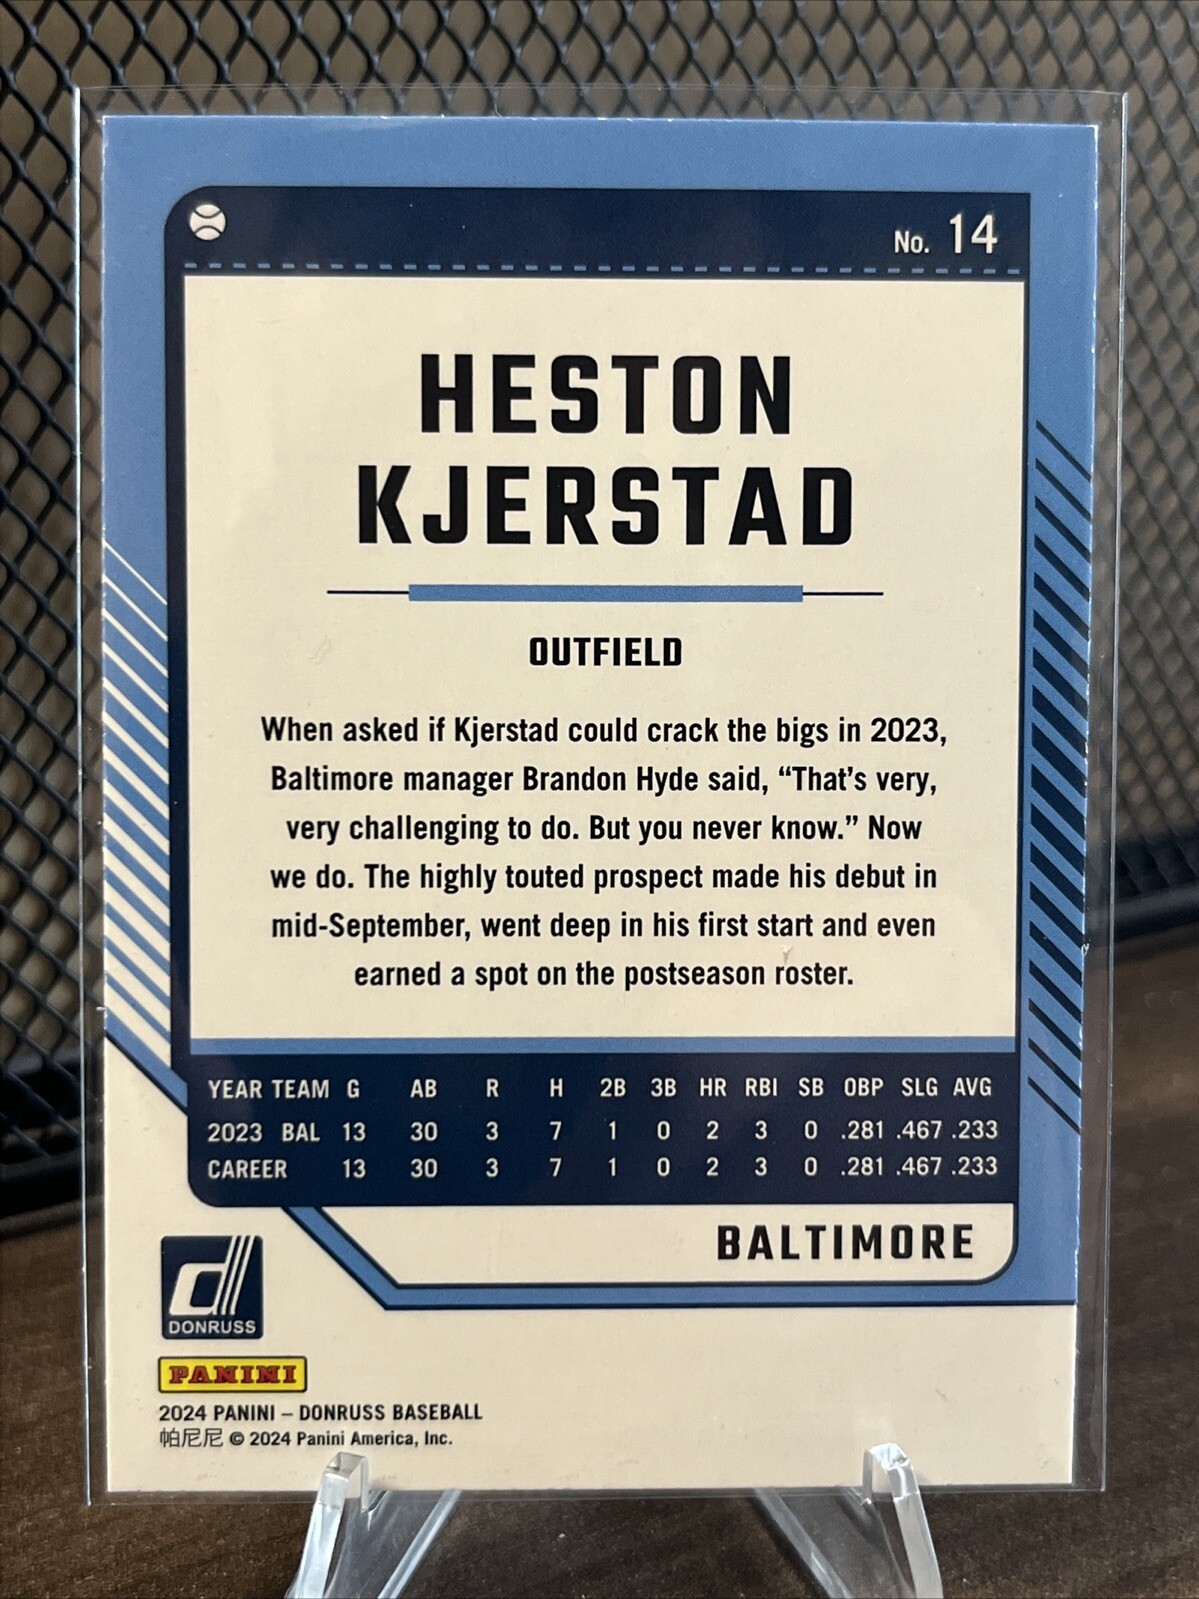 No. 14
HESTON
KJERSTAD
OUTFIELD
When asked if Kjerstad could crack the bigs in 2023,
Baltimore manager Brandon Hyde said, “That’s very,
very challenging to do. But you never know.” Now
we do. The highly touted prospect made his debut in
mid-September, went deep in his first start and even
earned a spot on the postseason roster.
YEAR TEAM G AB R H 2B 3B HR RBI SB OBP SLG AVG
2023 BAL 13 30 3 7 1 0 2 3 0 .281 .467 .233
CAREER 13 30 3 7 1 0 2 3 0 .281 .467 .233
BALTIMORE
d
DONRUSS
PANINI
2024 PANINI – DONRUSS BASEBALL
帕尼尼 © 2024 Panini America, Inc.